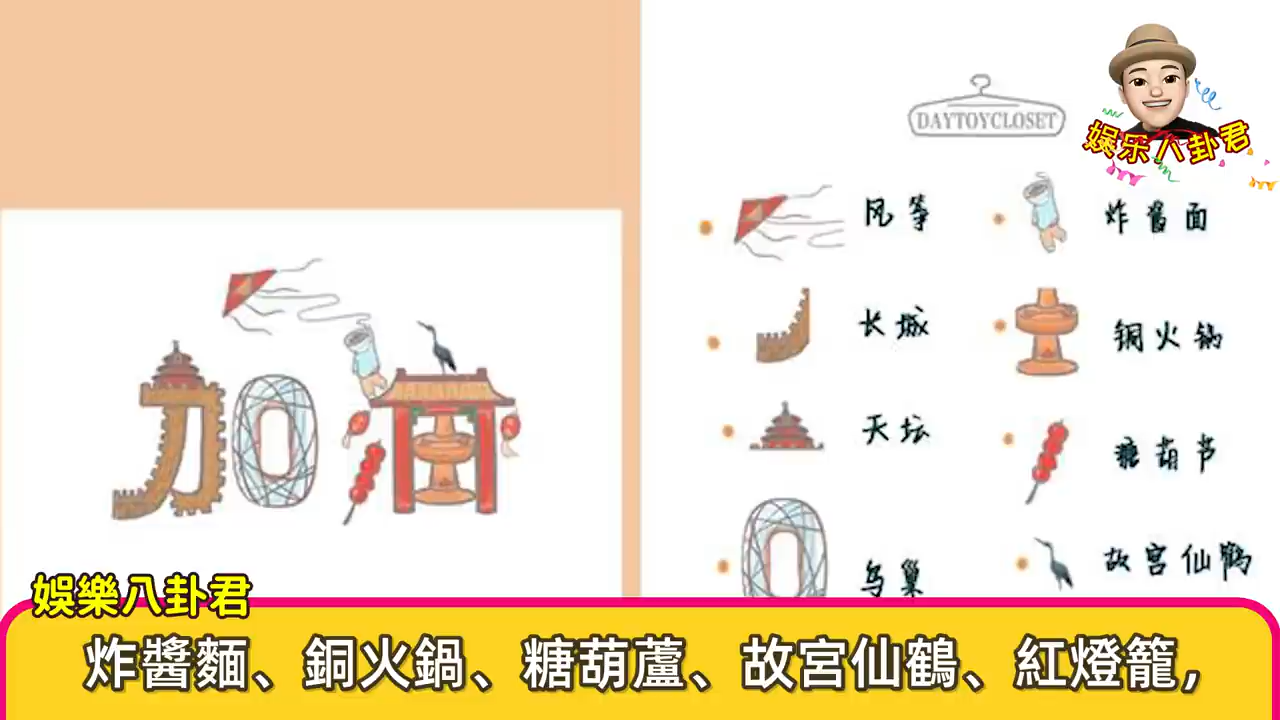 DAYTOYCLOSET
娱乐八卦君
风筝
炸酱面
长城
铜火锅
加油
天坛
糖葫芦
鸟巢
故宫仙鹤
娛樂八卦君
炸醬麵、銅火鍋、糖葫蘆、故宮仙鶴、紅燈籠，